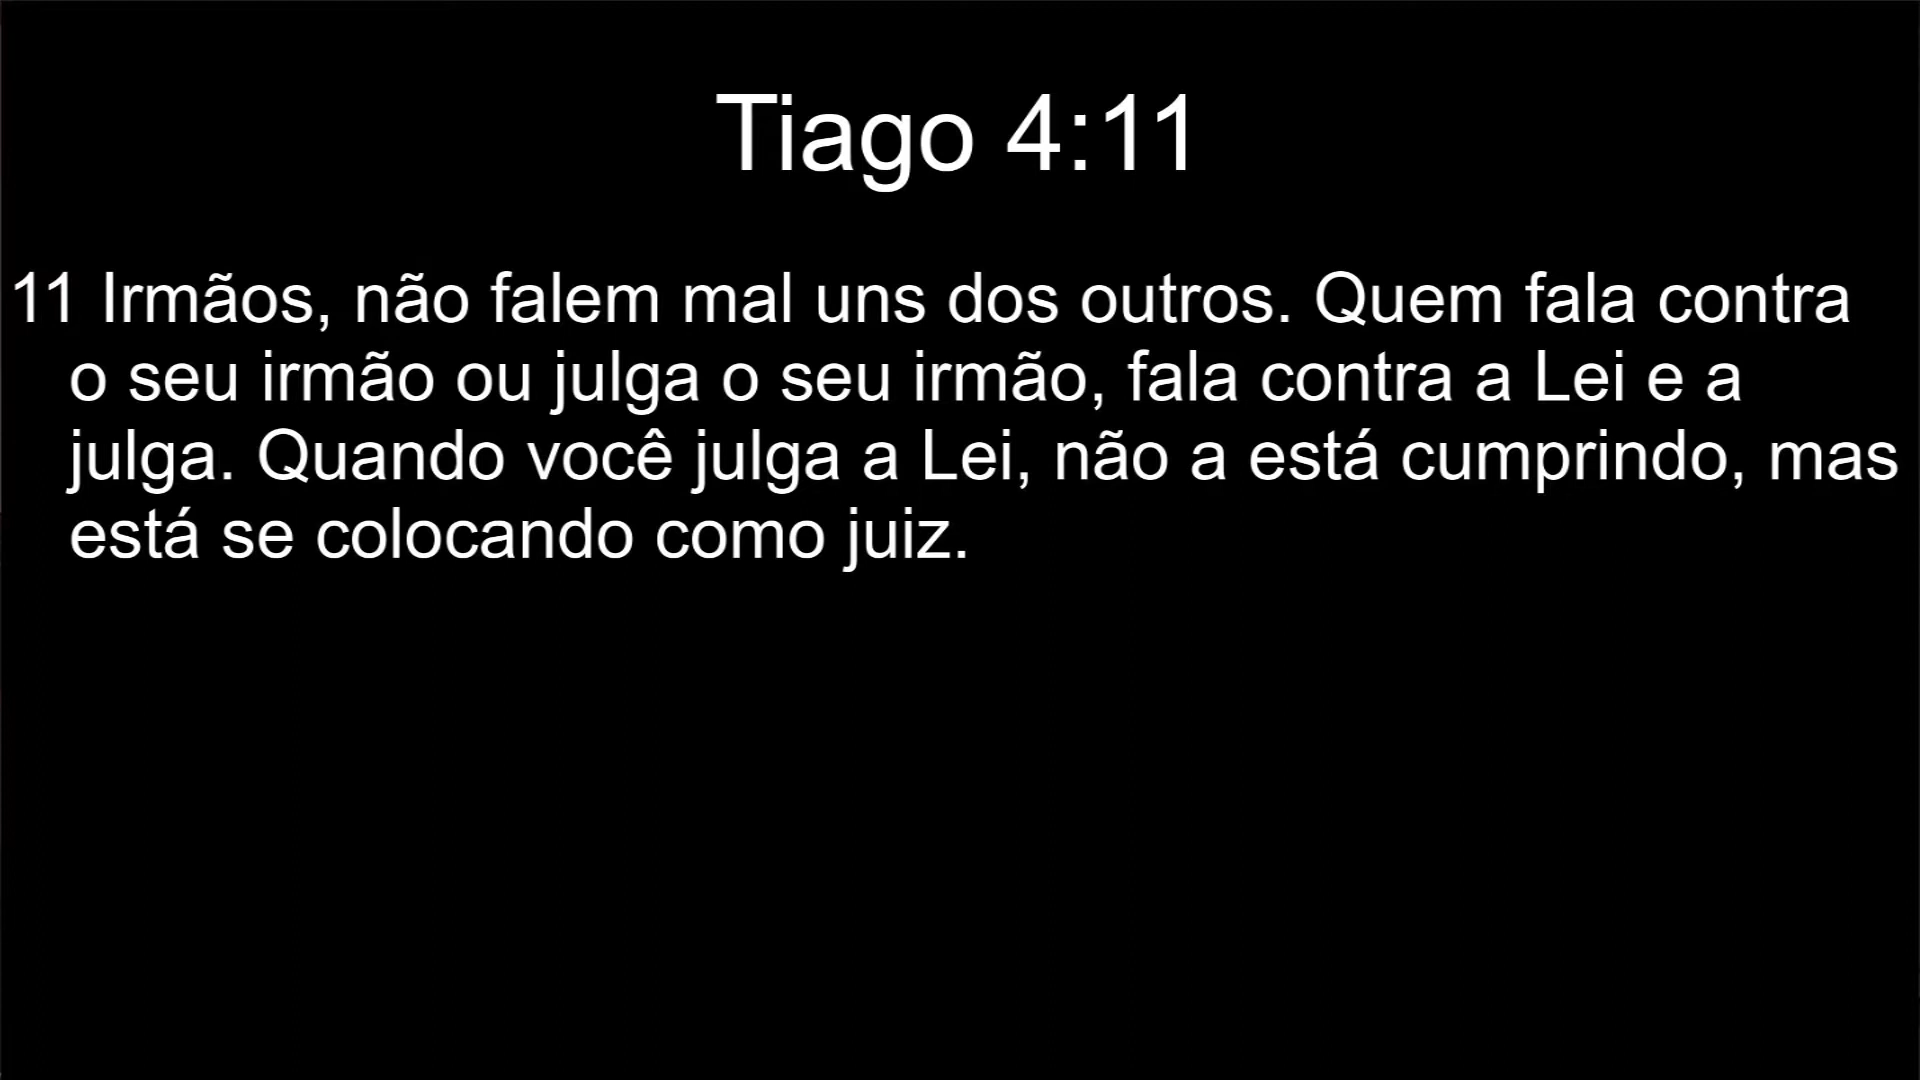 Tiago 4:11
11 Irmãos, não falem mal uns dos outros. Quem fala contra
o seu irmão ou julga o seu irmão, fala contra a Lei e a
julga. Quando você julga a Lei, não a está cumprindo, mas
está se colocando como juiz.